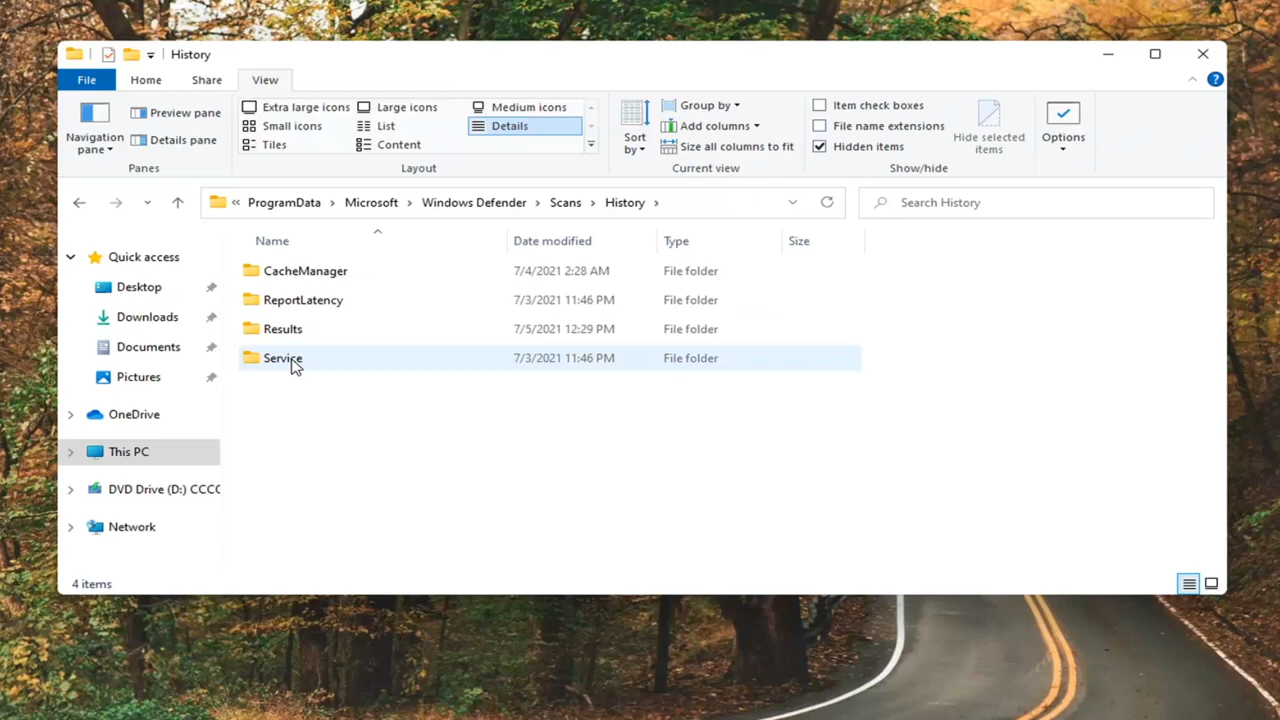 History
File Home Share View
Navigation pane
Preview pane
Details pane
Panes
Extra large icons Large icons Medium icons
Small icons List Details
Tiles Content
Layout
Sort by
Group by
Add columns
Size all columns to fit
Current view
Item check boxes
File name extensions
Hidden items
Hide selected items
Show/hide
Options
« ProgramData › Microsoft › Windows Defender › Scans › History ›
Search History
Name Date modified Type Size
CacheManager 7/4/2021 2:28 AM File folder
ReportLatency 7/3/2021 11:46 PM File folder
Results 7/5/2021 12:29 PM File folder
Service 7/3/2021 11:46 PM File folder
Quick access
Desktop
Downloads
Documents
Pictures
OneDrive
This PC
DVD Drive (D:) CCCC
Network
4 items